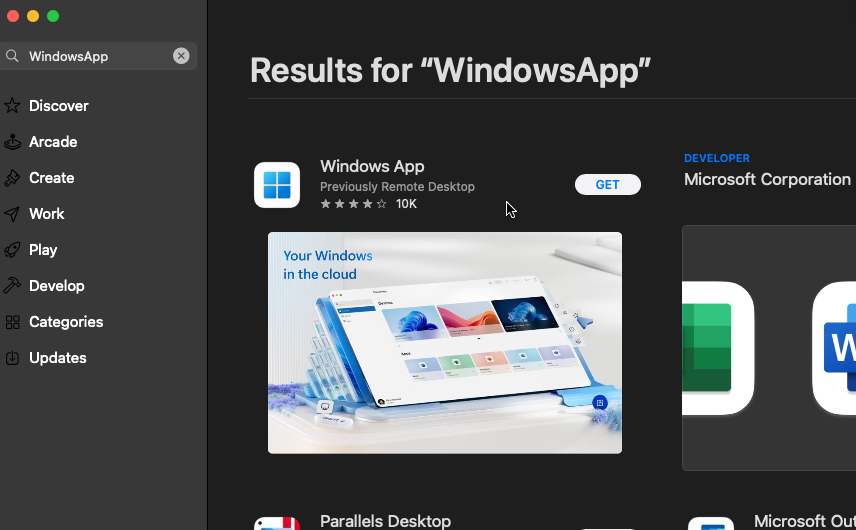 WindowsApp
Discover
Arcade
Create
Work
Play
Develop
Categories
Updates
Results for “WindowsApp”
Windows App
Previously Remote Desktop
10K
GET
Your Windows
in the cloud
DEVELOPER
Microsoft Corporation
W
Parallels Desktop
Microsoft Out